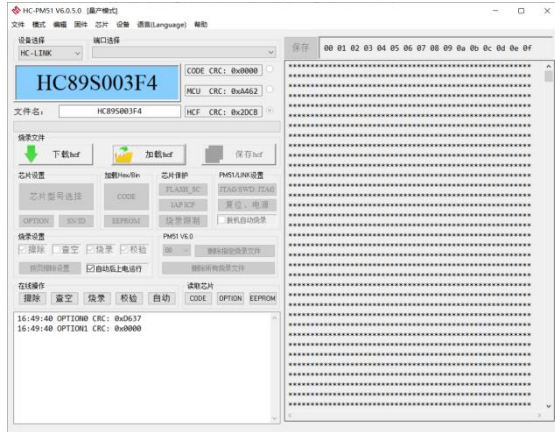 HC-PM51 V6.0.5.0 [量产模式]
文件 模式 编辑 固件 芯片 设备 语言(Language) 帮助
设备选择 端口选择
HC-LINK
保存 00 01 02 03 04 05 06 07 08 09 0a 0b 0c 0d 0e 0f
HC89S003F4
CODE CRC: 0x0000
MCU CRC: 0xA462
文件名: HC89S003F4 HCF CRC: 0x2DCB
烧录文件
下载hcf 加载hcf 保存hcf
芯片设置 加载Hex/Bin 芯片保护 PM51/LINK设置
芯片型号选择 CODE FLASH_SC JTAG/SWD: JTAG
IAP ICP 复位、电源
OPTION SN/ID EEPROM 烧录限制 脱机自动烧录
烧录设置 PM51 V6.0
擦除 查空 烧录 校验 00 删除指定烧录文件
自动后上电运行 删除所有烧录文件
在线操作 读取芯片
擦除 查空 烧录 校验 自动 CODE OPTION EEPROM
16:49:40 OPTION0 CRC: 0xD637
16:49:40 OPTION1 CRC: 0x0000